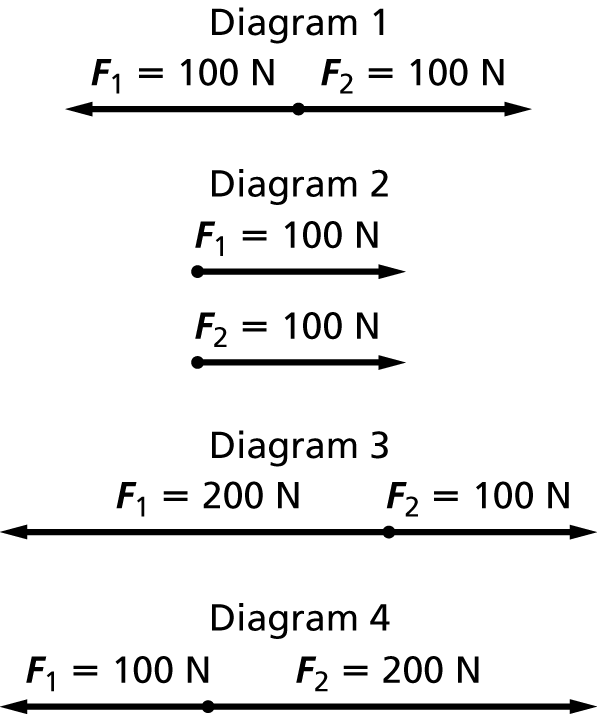 Diagram 1
F₁ = 100 N F₂ = 100 N
Diagram 2
F₁ = 100 N
F₂ = 100 N
Diagram 3
F₁ = 200 N F₂ = 100 N
Diagram 4
F₁ = 100 N F₂ = 200 N